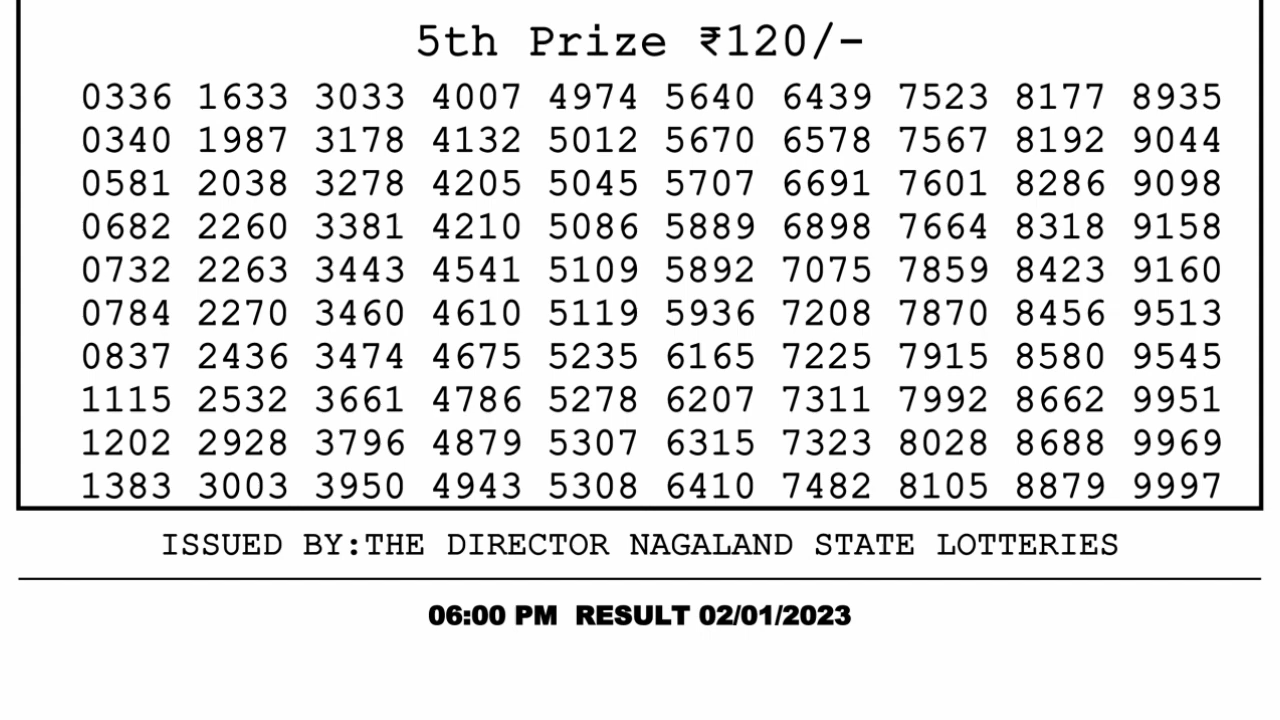 5th Prize ₹120/-
0336 1633 3033 4007 4974 5640 6439 7523 8177 8935
0340 1987 3178 4132 5012 5670 6578 7567 8192 9044
0581 2038 3278 4205 5045 5707 6691 7601 8286 9098
0682 2260 3381 4210 5086 5889 6898 7664 8318 9158
0732 2263 3443 4541 5109 5892 7075 7859 8423 9160
0784 2270 3460 4610 5119 5936 7208 7870 8456 9513
0837 2436 3474 4675 5235 6165 7225 7915 8580 9545
1115 2532 3661 4786 5278 6207 7311 7992 8662 9951
1202 2928 3796 4879 5307 6315 7323 8028 8688 9969
1383 3003 3950 4943 5308 6410 7482 8105 8879 9997
ISSUED BY:THE DIRECTOR NAGALAND STATE LOTTERIES
06:00 PM RESULT 02/01/2023